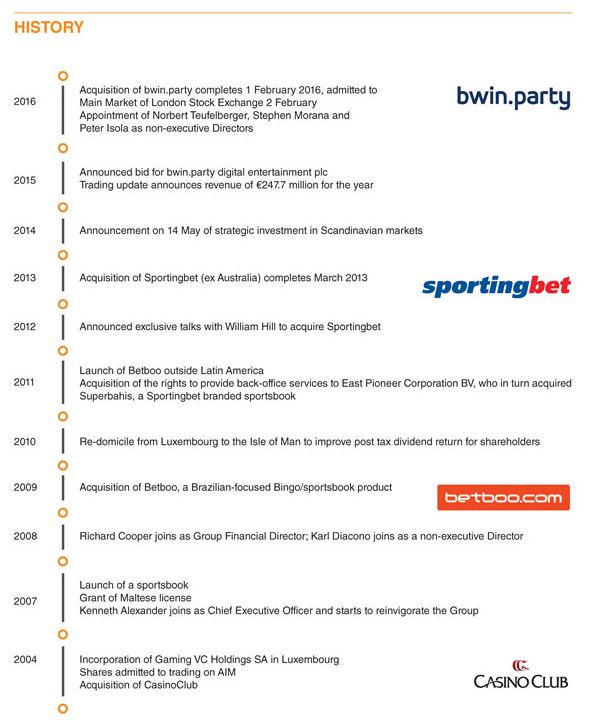 HISTORY
2016
Acquisition of bwin.party completes 1 February 2016, admitted to
Main Market of London Stock Exchange 2 February
Appointment of Norbert Teufelberger, Stephen Morana and
Peter Isola as non-executive Directors
bwin.party
2015
Announced bid for bwin.party digital entertainment plc
Trading update announces revenue of €247.7 million for the year
2014
Announcement on 14 May of strategic investment in Scandinavian markets
2013
Acquisition of Sportingbet (ex Australia) completes March 2013
sportingbet
2012
Announced exclusive talks with William Hill to acquire Sportingbet
2011
Launch of Betboo outside Latin America
Acquisition of the rights to provide back-office services to East Pioneer Corporation BV, who in turn acquired
Superbahis, a Sportingbet branded sportsbook
2010
Re-domicile from Luxembourg to the Isle of Man to improve post tax dividend return for shareholders
2009
Acquisition of Betboo, a Brazilian-focused Bingo/sportsbook product
betboo.com
2008
Richard Cooper joins as Group Financial Director; Karl Diacono joins as a non-executive Director
2007
Launch of a sportsbook
Grant of Maltese license
Kenneth Alexander joins as Chief Executive Officer and starts to reinvigorate the Group
2004
Incorporation of Gaming VC Holdings SA in Luxembourg
Shares admitted to trading on AIM
Acquisition of CasinoClub
CASINO CLUB